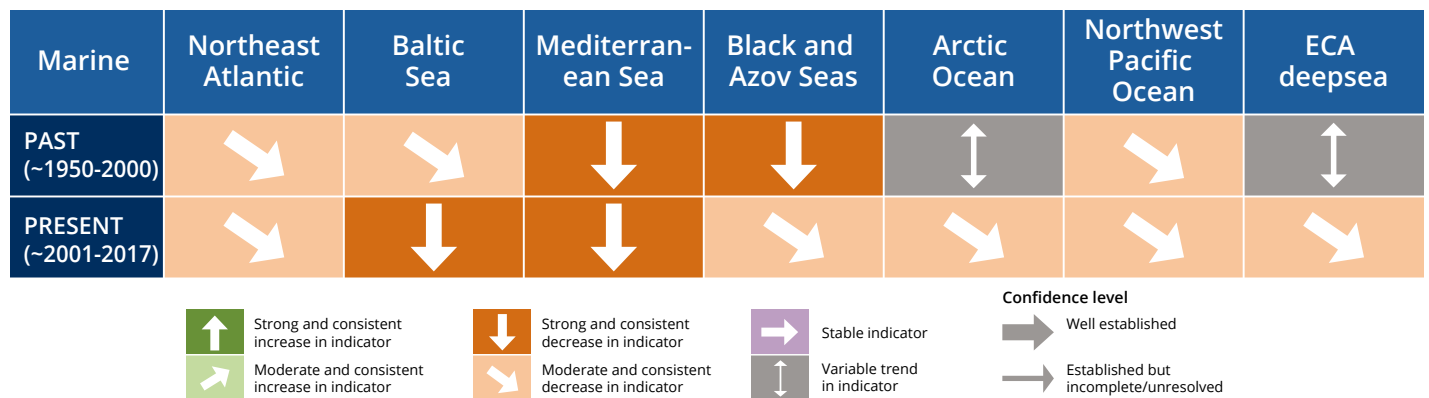 Marine
Northeast
Atlantic
Baltic
Sea
Mediterran-
ean Sea
Black and
Azov Seas
Arctic
Ocean
Northwest
Pacific
Ocean
ECA
deepsea
PAST
(~1950-2000)
PRESENT
(~2001-2017)
Strong and consistent
increase in indicator
Moderate and consistent
increase in indicator
Strong and consistent
decrease in indicator
Moderate and consistent
decrease in indicator
Stable indicator
Variable trend
in indicator
Confidence level
Well established
Established but
incomplete/unresolved